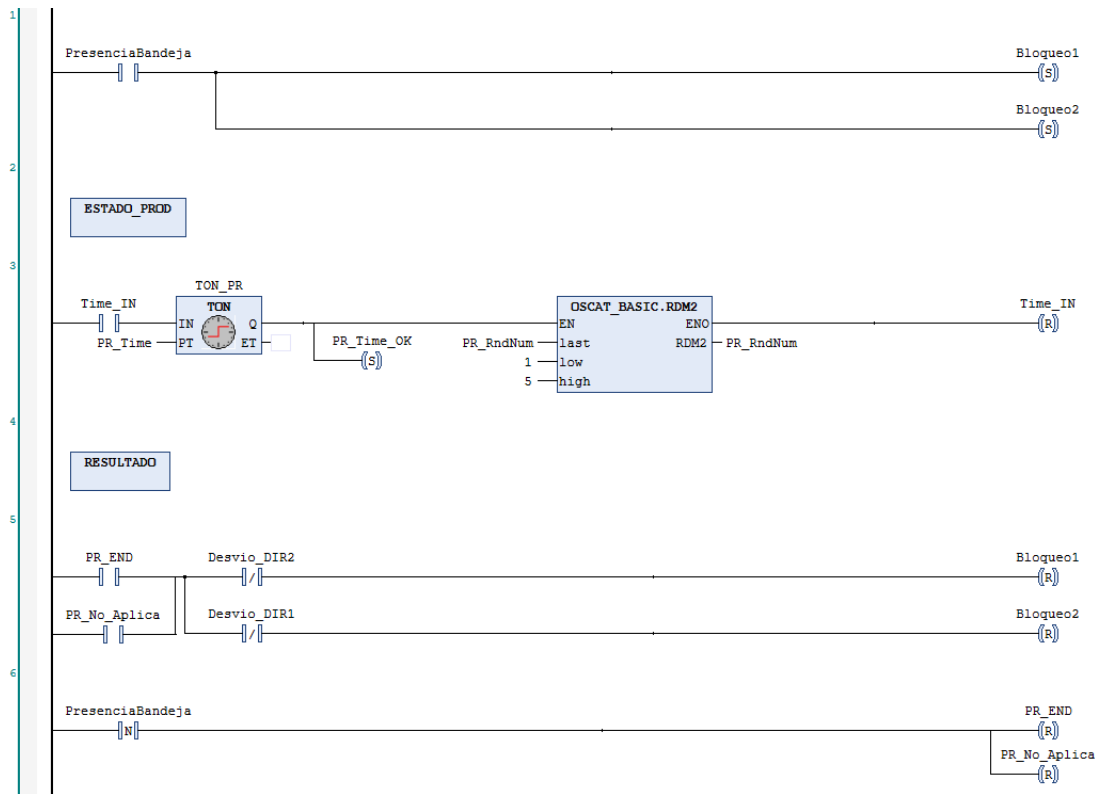 1
PresenciaBandeja Bloqueo1
S
Bloqueo2
S
2
ESTADO_PROD
3
TON_PR
Time_IN TON OSCAT_BASIC.RDM2 Time_IN
IN Q EN ENO R
PR_Time PT ET PR_Time_OK PR_RndNum last RDM2 PR_RndNum
S 1 low
5 high
4
RESULTADO
5
PR_END Desvio_DIR2 Bloqueo1
/ R
PR_No_Aplica Desvio_DIR1 Bloqueo2
/ R
6
PresenciaBandeja PR_END
N R
PR_No_Aplica
R